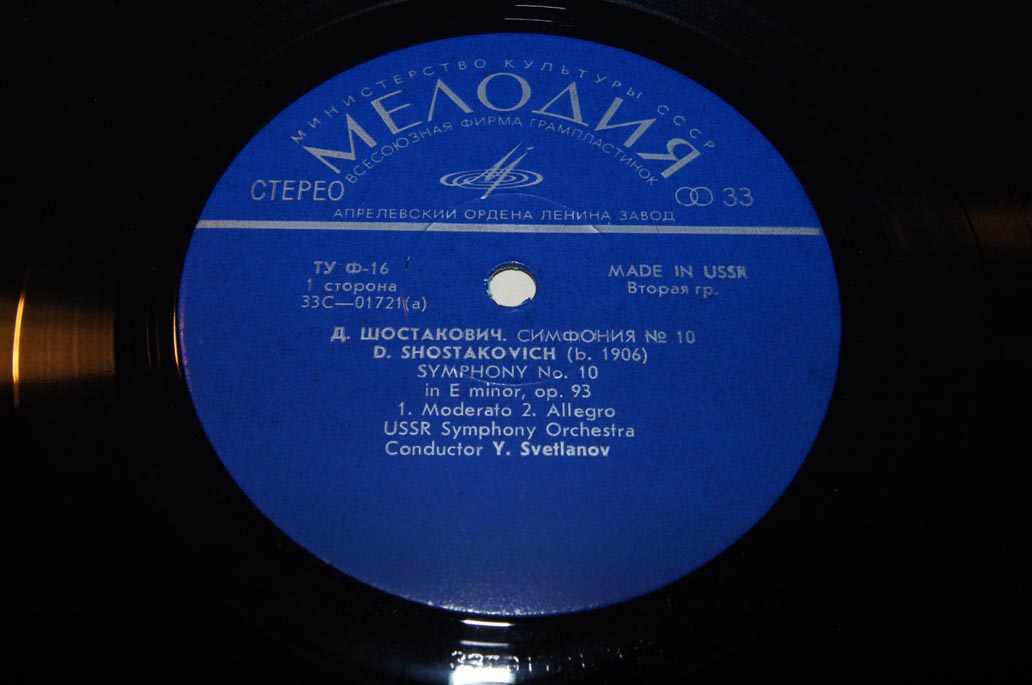 МИНИСТЕРСТВО КУЛЬТУРЫ СССР
МЕЛОДИЯ
ВСЕСОЮЗНАЯ ФИРМА ГРАМПЛАСТИНОК
СТЕРЕО
33
АПРЕЛЕВСКИЙ ОРДЕНА ЛЕНИНА ЗАВОД
ТУ Ф-16
MADE IN USSR
1 сторона
Вторая гр.
33С—01721(а)
Д. ШОСТАКОВИЧ. СИМФОНИЯ № 10
D. SHOSTAKOVICH (b. 1906)
SYMPHONY No. 10
in E minor, op. 93
1. Moderato 2. Allegro
USSR Symphony Orchestra
Conductor Y. Svetlanov